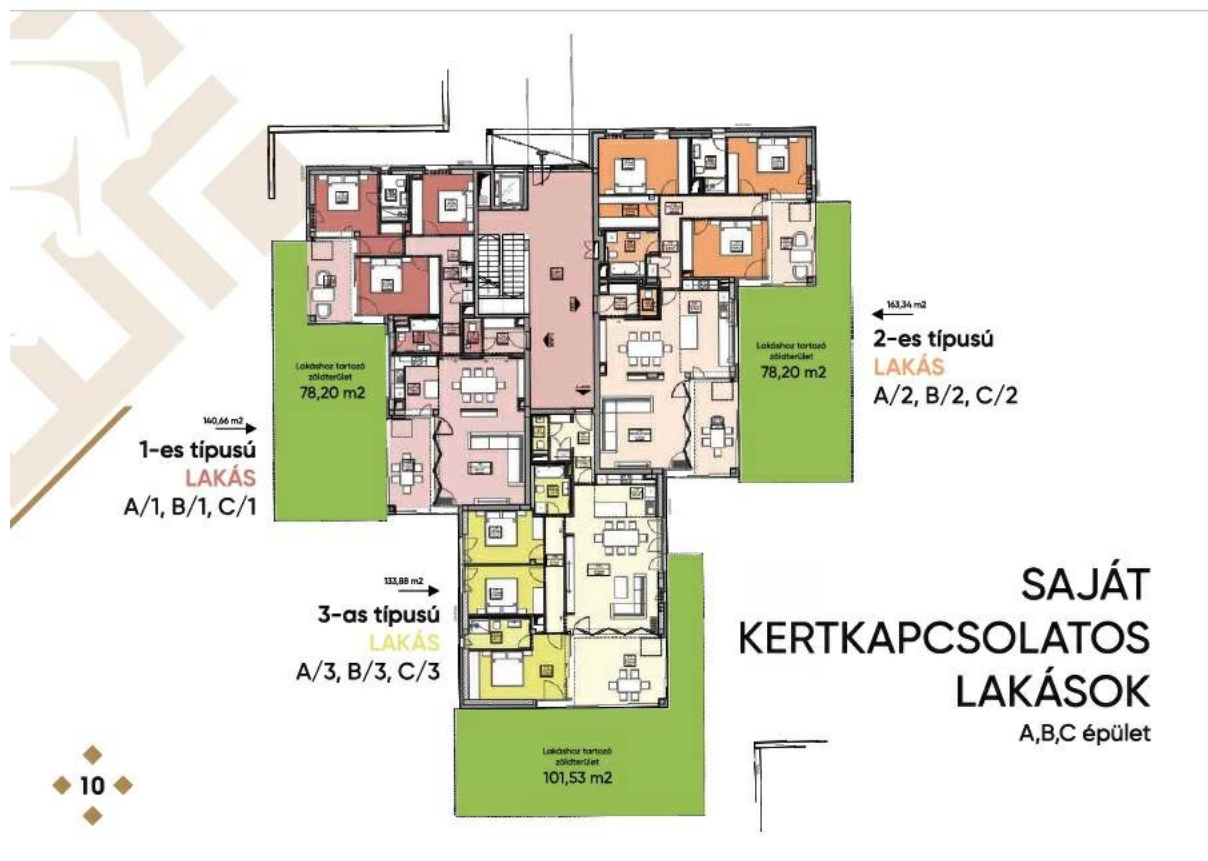 Lakáshoz tartozó
zöldterület
78,20 m2
140,66 m2
1-es típusú
LAKÁS
A/1, B/1, C/1
163,34 m2
2-es típusú
LAKÁS
A/2, B/2, C/2
Lakáshoz tartozó
zöldterület
78,20 m2
133,88 m2
3-as típusú
LAKÁS
A/3, B/3, C/3
Lakáshoz tartozó
zöldterület
101,53 m2
SAJÁT
KERTKAPCSOLATOS
LAKÁSOK
A,B,C épület
10